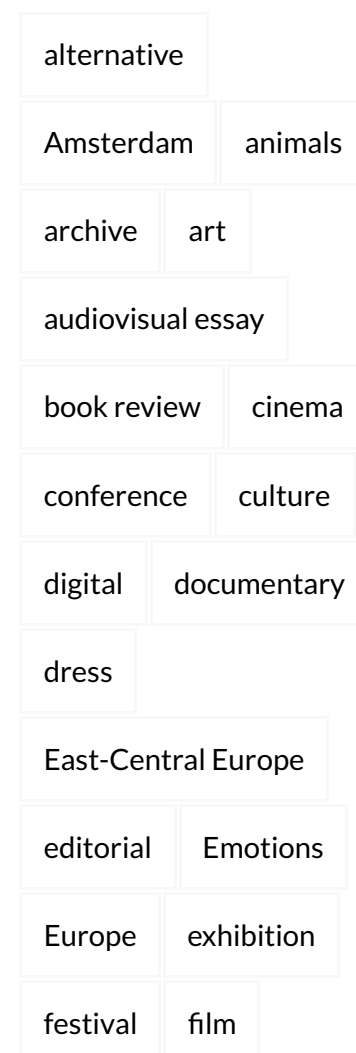 alternative
Amsterdam animals
archive art
audiovisual essay
book review cinema
conference culture
digital documentary
dress
East-Central Europe
editorial Emotions
Europe exhibition
festival film